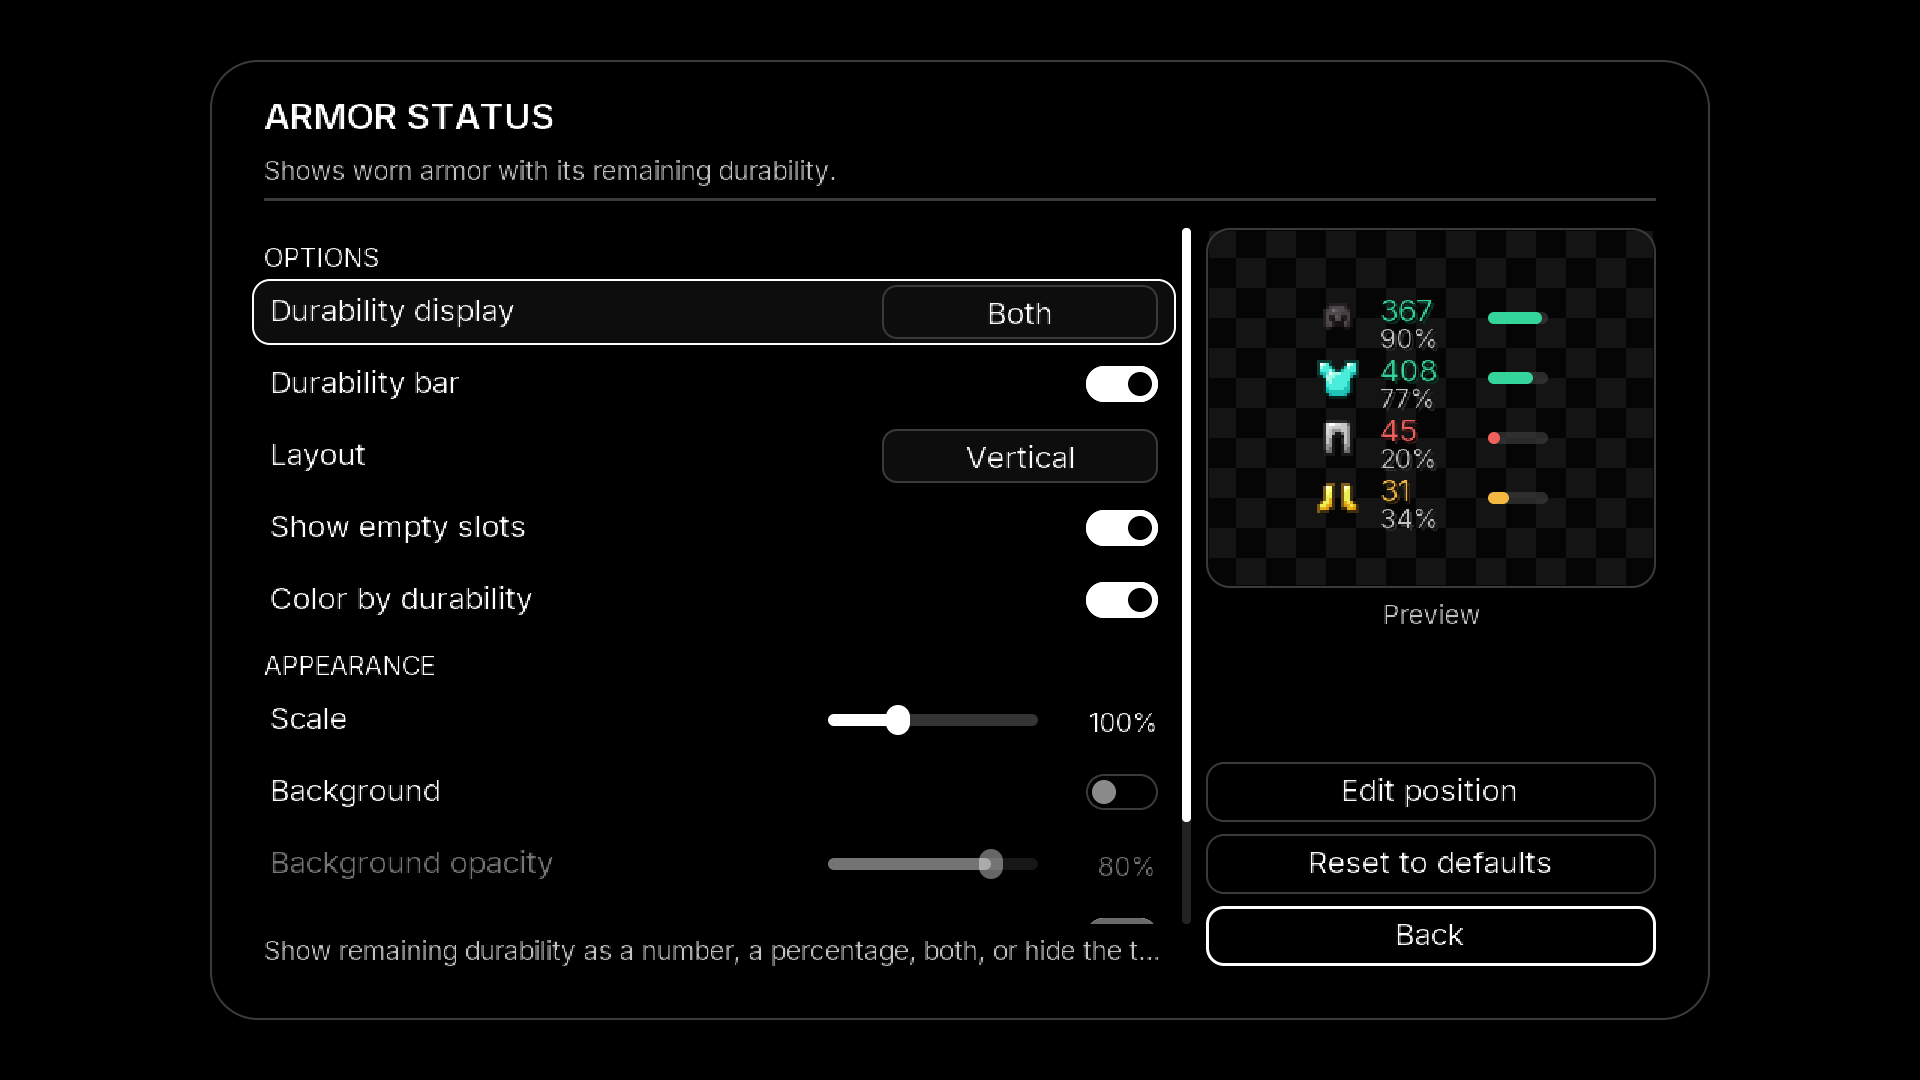 ARMOR STATUS
Shows worn armor with its remaining durability.
OPTIONS
Durability display
Both
Durability bar
Layout
Vertical
Show empty slots
Color by durability
APPEARANCE
Scale
100%
Background
Background opacity
80%
Show remaining durability as a number, a percentage, both, or hide the t...
367
90%
408
77%
45
20%
31
34%
Preview
Edit position
Reset to defaults
Back